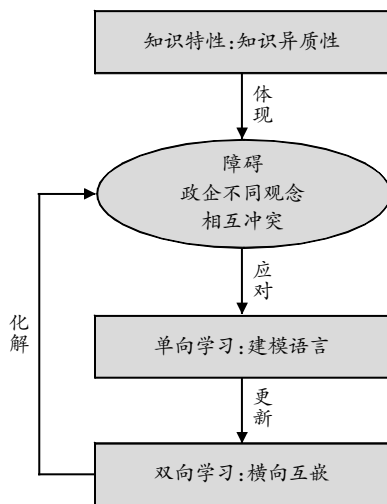 知识特性:知识异质性
体现
障碍
政企不同观念
相互冲突
应对
化解
单向学习:建模语言
更新
双向学习:横向互嵌